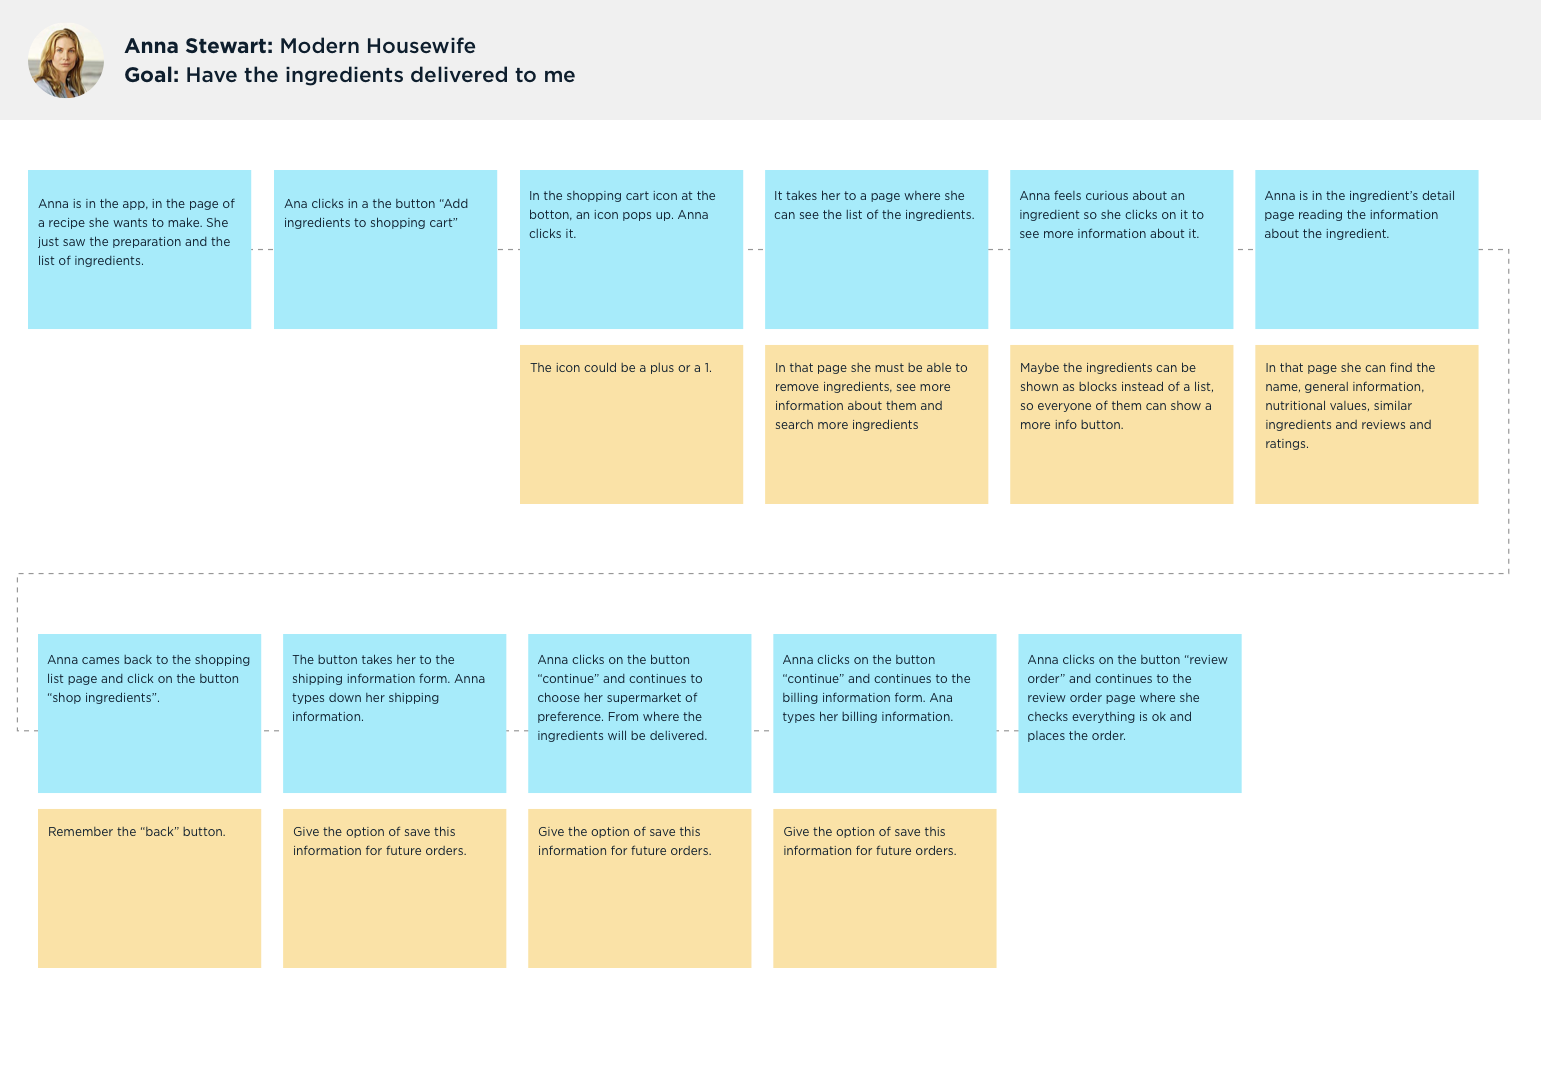 Anna Stewart: Modern Housewife
Goal: Have the ingredients delivered to me
Anna is in the app, in the page of
a recipe she wants to make. She
just saw the preparation and the
list of ingredients.
Ana clicks in a the button “Add
ingredients to shopping cart”
In the shopping cart icon at the
botton, an icon pops up. Anna
clicks it.
It takes her to a page where she
can see the list of the ingredients.
Anna feels curious about an
ingredient so she clicks on it to
see more information about it.
Anna is in the ingredient’s detail
page reading the information
about the ingredient.
The icon could be a plus or a 1.
In that page she must be able to
remove ingredients, see more
information about them and
search more ingredients
Maybe the ingredients can be
shown as blocks instead of a list,
so everyone of them can show a
more info button.
In that page she can find the
name, general information,
nutritional values, similar
ingredients and reviews and
ratings.
Anna cames back to the shopping
list page and click on the button
“shop ingredients”.
The button takes her to the
shipping information form. Anna
types down her shipping
information.
Anna clicks on the button
“continue” and continues to
choose her supermarket of
preference. From where the
ingredients will be delivered.
Anna clicks on the button
“continue” and continues to the
billing information form. Ana
types her billing information.
Anna clicks on the button “review
order” and continues to the
review order page where she
checks everything is ok and
places the order.
Remember the “back” button.
Give the option of save this
information for future orders.
Give the option of save this
information for future orders.
Give the option of save this
information for future orders.